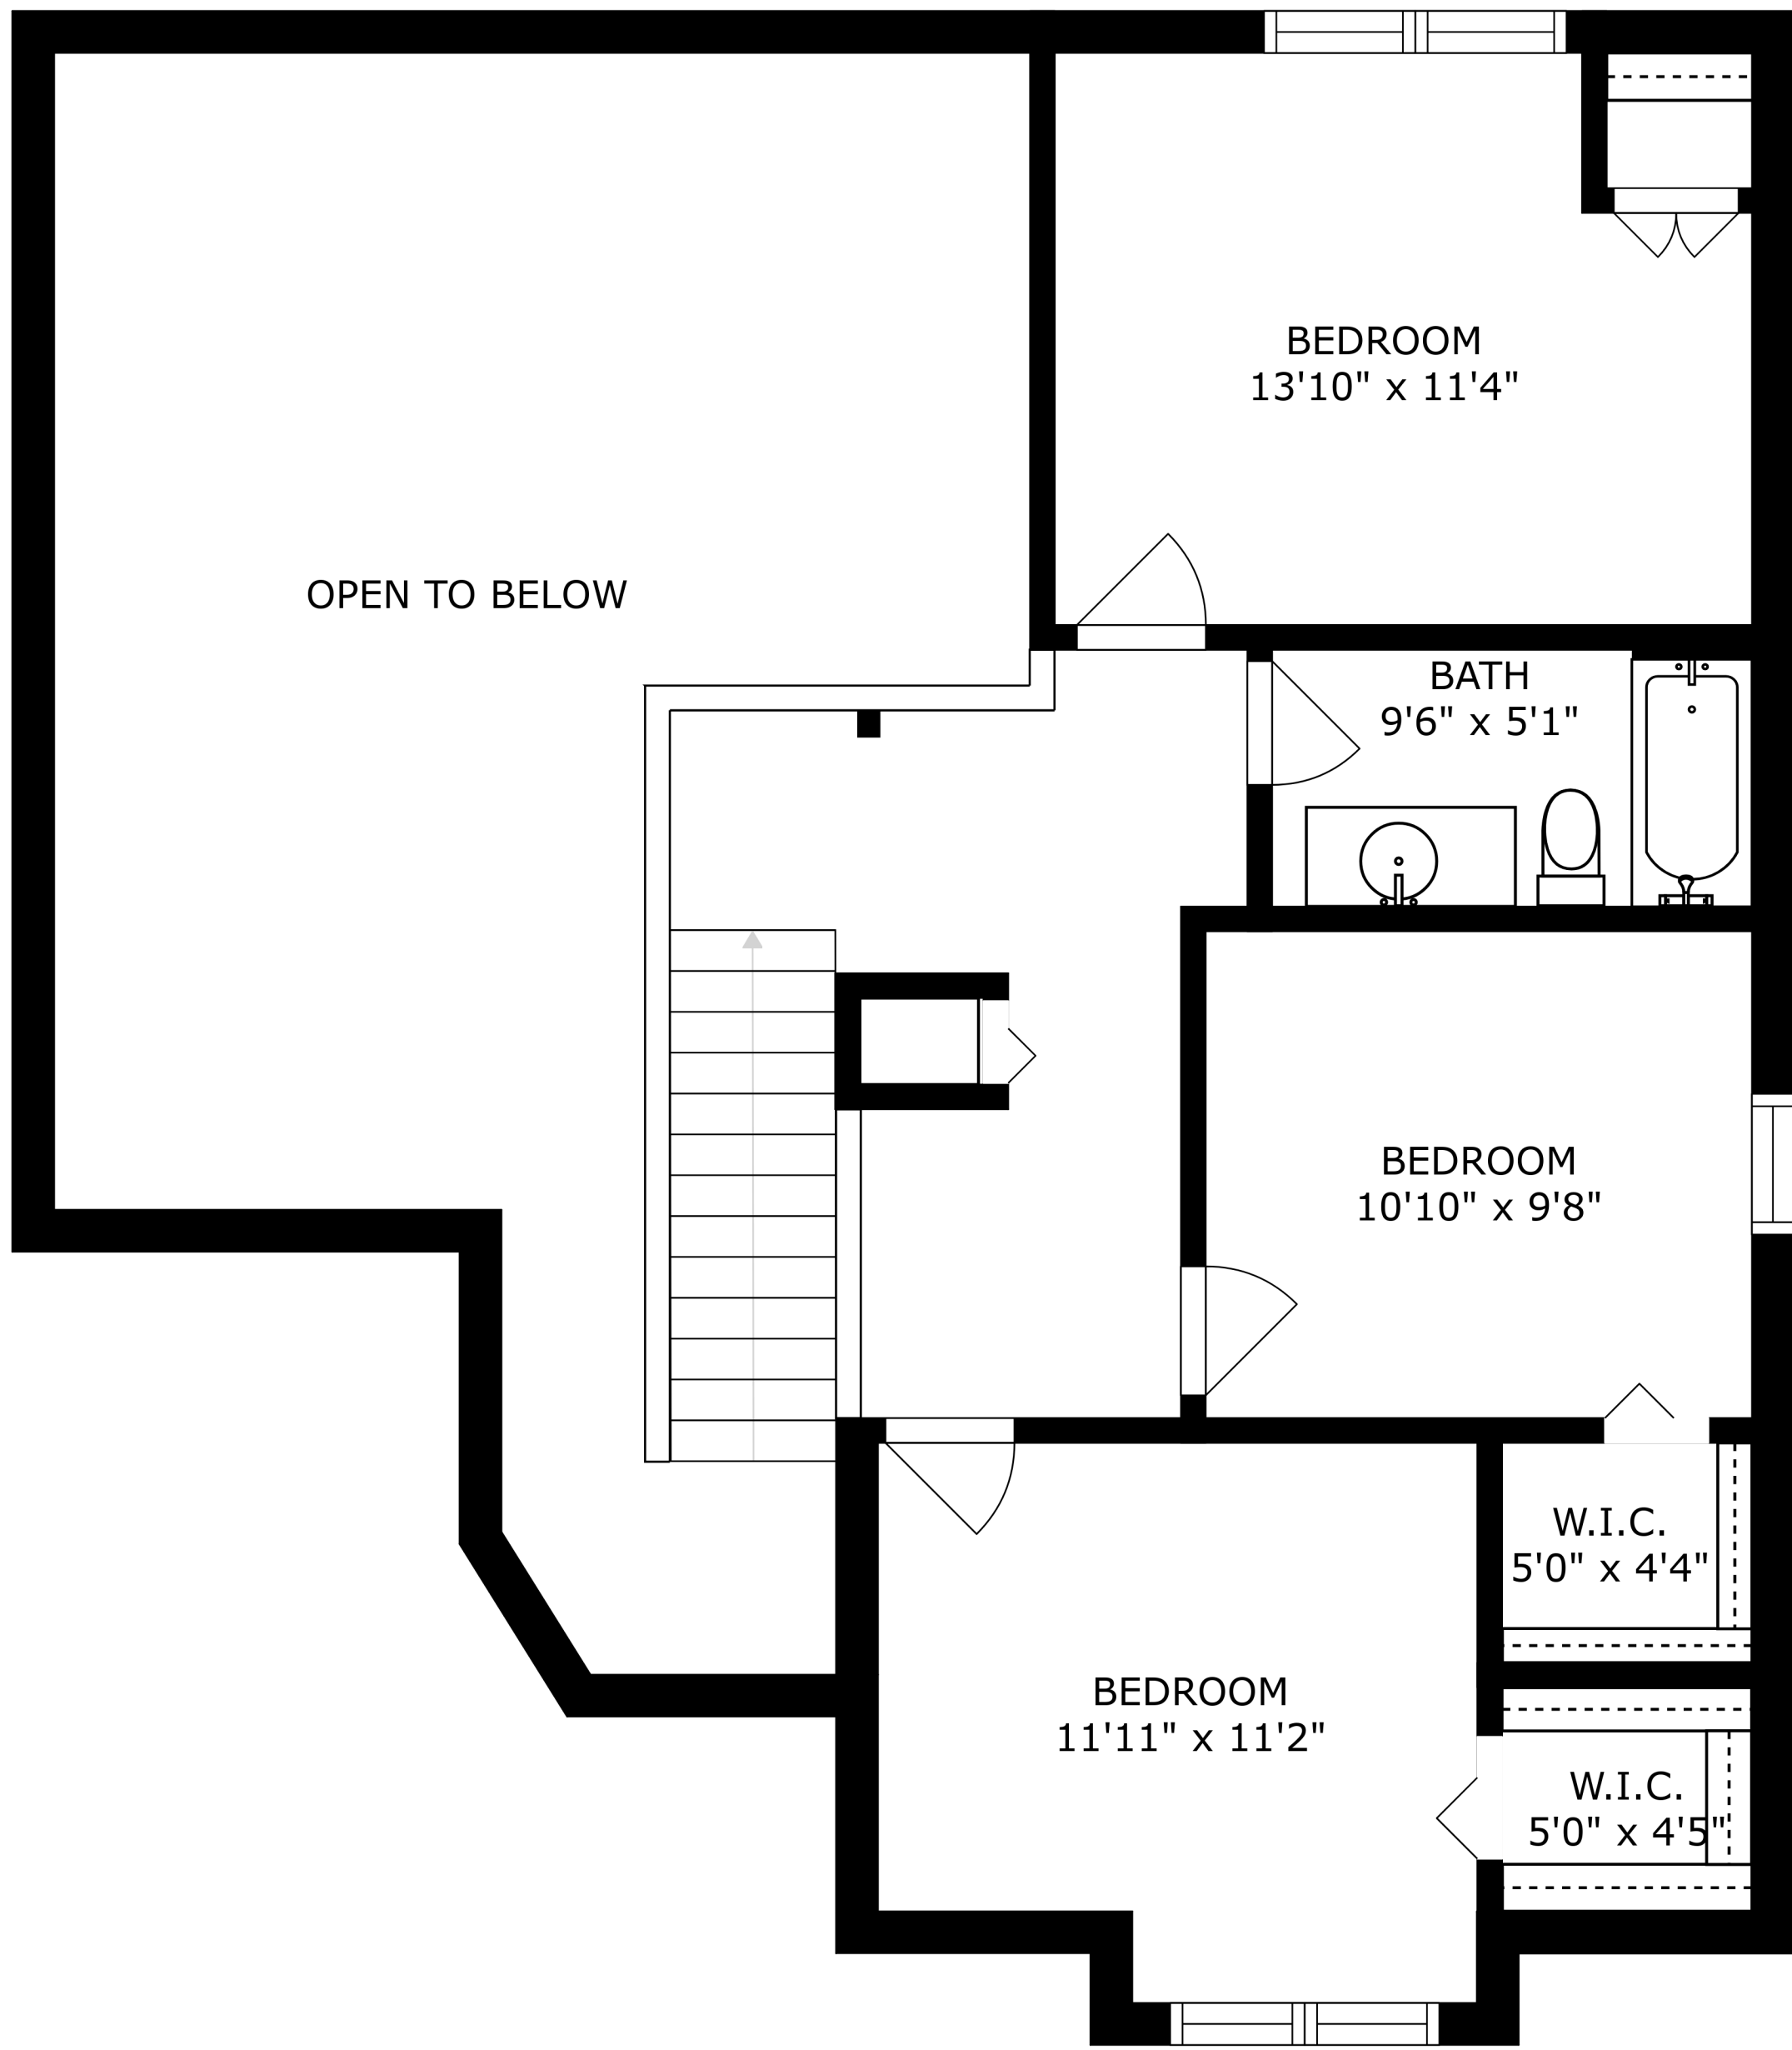 BEDROOM
13'10" x 11'4"
OPEN TO BELOW
BATH
9'6" x 5'1"
BEDROOM
10'10" x 9'8"
W.I.C.
5'0" x 4'4"
BEDROOM
11'11" x 11'2"
W.I.C.
5'0" x 4'5"